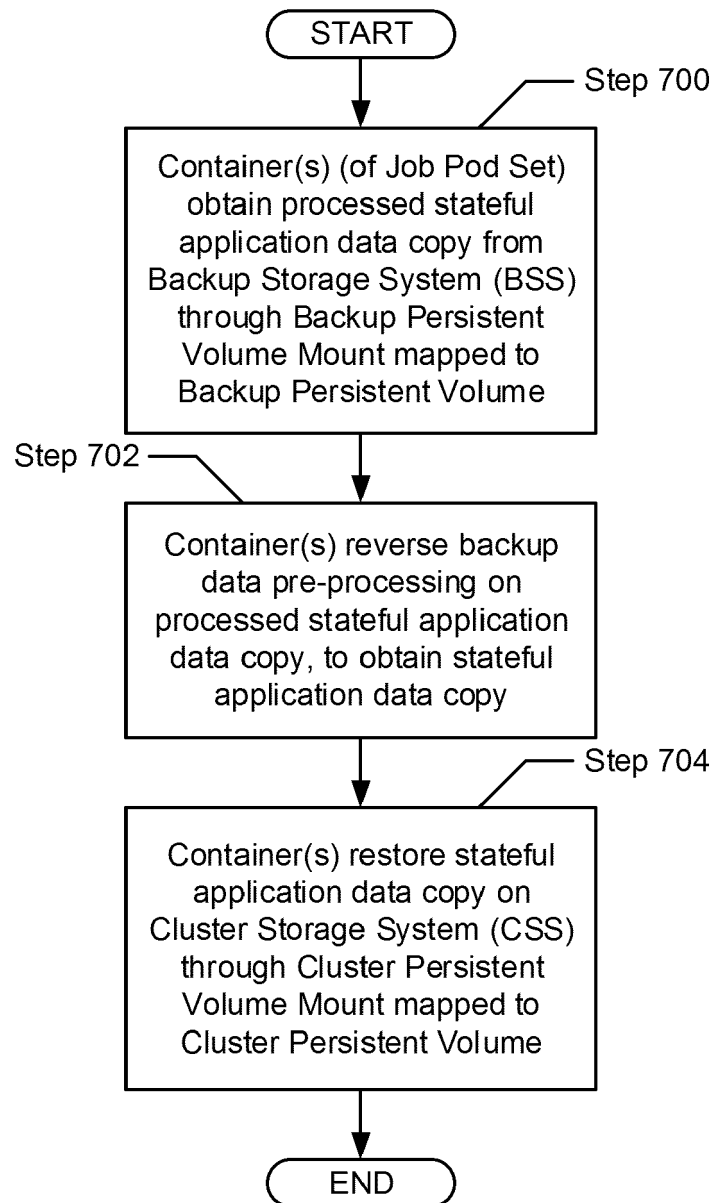 START
Step 700
Container(s) (of Job Pod Set)
obtain processed stateful
application data copy from
Backup Storage System (BSS)
through Backup Persistent
Volume Mount mapped to
Backup Persistent Volume
Step 702
Container(s) reverse backup
data pre-processing on
processed stateful application
data copy, to obtain stateful
application data copy
Step 704
Container(s) restore stateful
application data copy on
Cluster Storage System (CSS)
through Cluster Persistent
Volume Mount mapped to
Cluster Persistent Volume
END